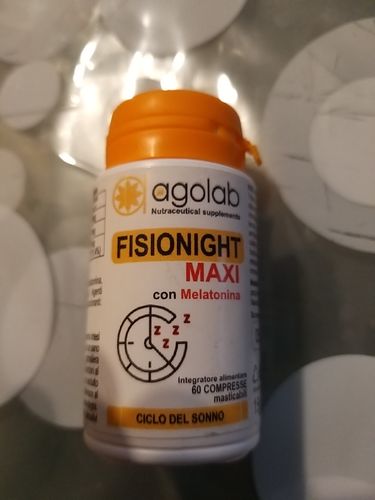 agolab
Nutraceutical supplements
FISIONIGHT
MAXI
con Melatonina
z
z
z
z
z
Integratore alimentare
60 COMPRESSE
masticabili
CICLO DEL SONNO